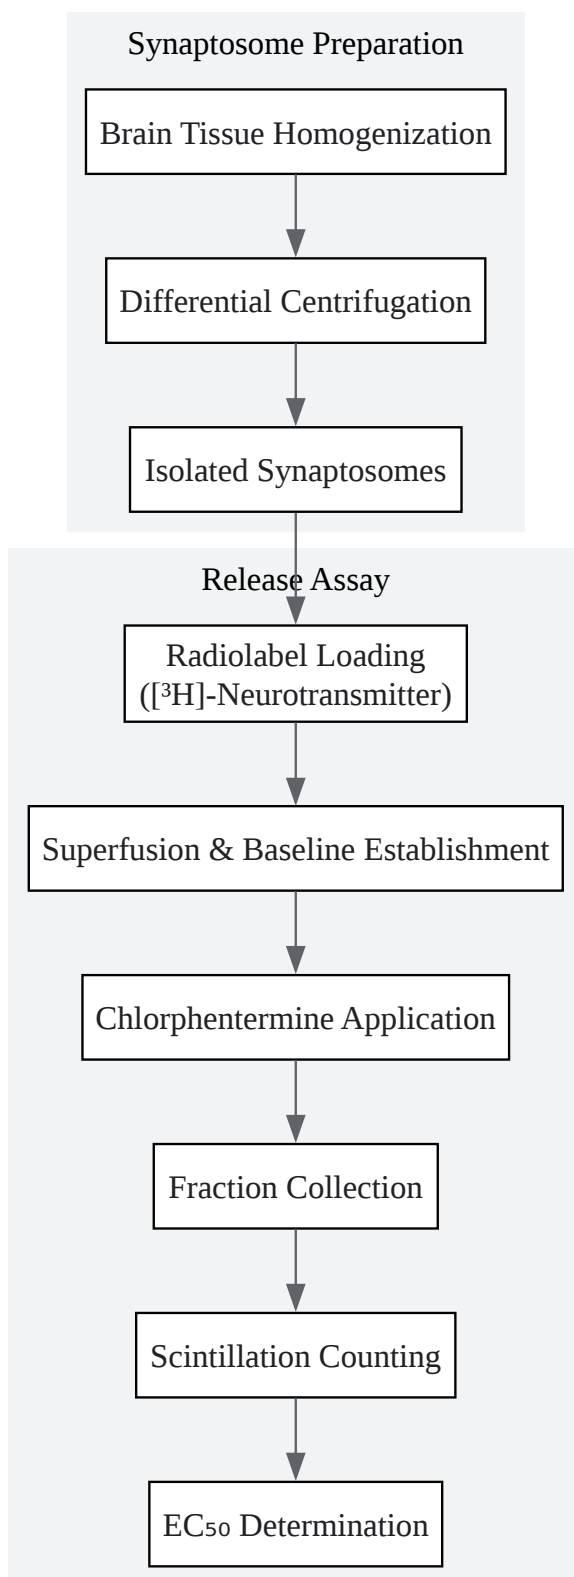 Synaptosome Preparation
Brain Tissue Homogenization
Differential Centrifugation
Isolated Synaptosomes
Release Assay
Radiolabel Loading
([³H]-Neurotransmitter)
Superfusion & Baseline Establishment
Chlorphentermine Application
Fraction Collection
Scintillation Counting
EC₅₀ Determination